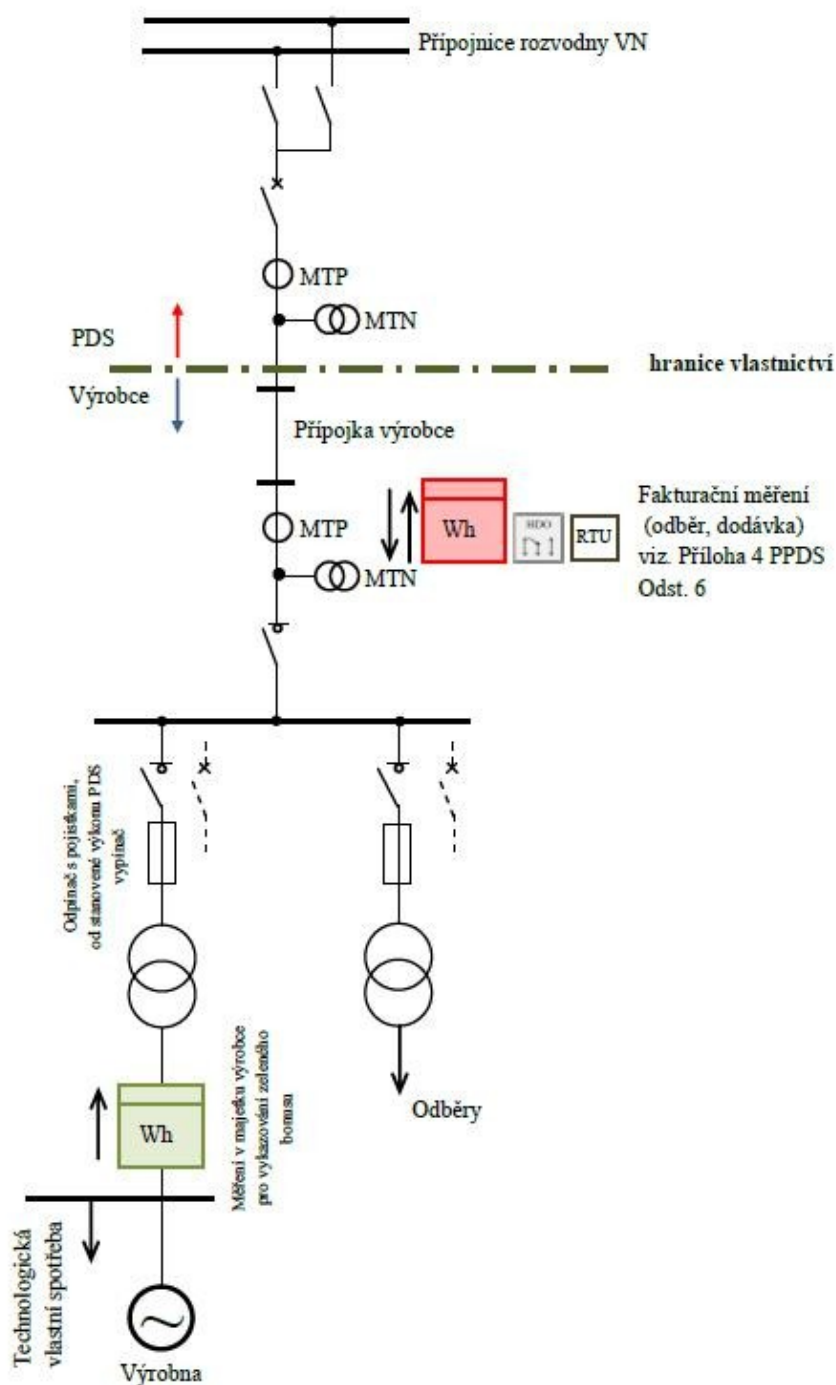 Přípojnice rozvodny VN
MTP
MTN
PDS
hranice vlastnictví
Výrobce
Přípojka výrobce
MTP
Wh
HDO
RTU
Fakturační měření
(odběr, dodávka)
viz. Příloha 4 PPDS
Odst. 6
MTN
Odpínač s pojistkami,
od stanovené výkonu PDS
vypínač
Wh
Měření v majetku výrobce
pro vykazování zeleného
bonusu
Odběry
Technologická
vlastní spotřeba
Výrobna